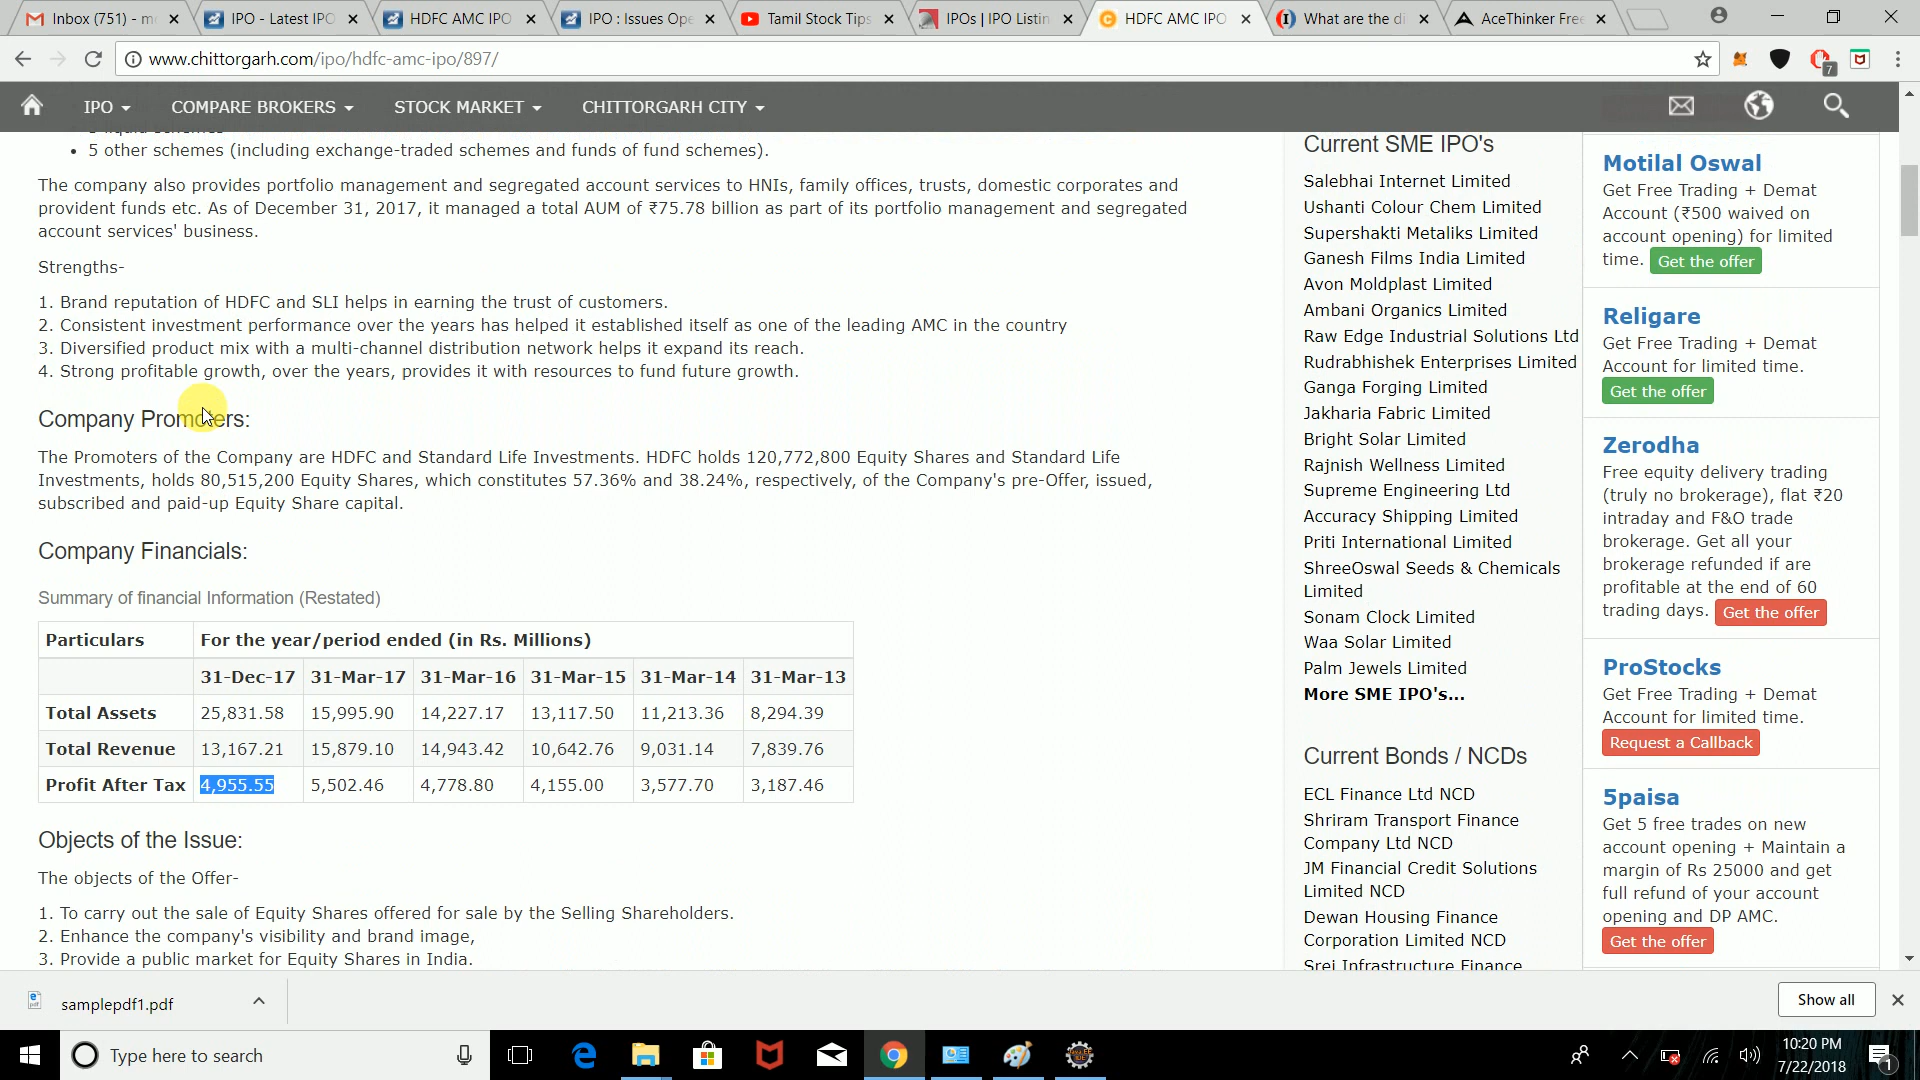 Inbox (751) - m
IPO - Latest IPO
HDFC AMC IPO
IPO : Issues Ope
Tamil Stock Tips
IPOs | IPO Listin
HDFC AMC IPO
What are the di
AceThinker Free
www.chittorgarh.com/ipo/hdfc-amc-ipo/897/
7
IPO
COMPARE BROKERS
STOCK MARKET
CHITTORGARH CITY
• 5 other schemes (including exchange-traded schemes and funds of fund schemes).
The company also provides portfolio management and segregated account services to HNIs, family offices, trusts, domestic corporates and
provident funds etc. As of December 31, 2017, it managed a total AUM of ₹75.78 billion as part of its portfolio management and segregated
account services' business.
Strengths-
1. Brand reputation of HDFC and SLI helps in earning the trust of customers.
2. Consistent investment performance over the years has helped it established itself as one of the leading AMC in the country
3. Diversified product mix with a multi-channel distribution network helps it expand its reach.
4. Strong profitable growth, over the years, provides it with resources to fund future growth.
Company Promoters:
The Promoters of the Company are HDFC and Standard Life Investments. HDFC holds 120,772,800 Equity Shares and Standard Life
Investments, holds 80,515,200 Equity Shares, which constitutes 57.36% and 38.24%, respectively, of the Company's pre-Offer, issued,
subscribed and paid-up Equity Share capital.
Company Financials:
Summary of financial Information (Restated)
Particulars For the year/period ended (in Rs. Millions)
31-Dec-17 31-Mar-17 31-Mar-16 31-Mar-15 31-Mar-14 31-Mar-13
Total Assets 25,831.58 15,995.90 14,227.17 13,117.50 11,213.36 8,294.39
Total Revenue 13,167.21 15,879.10 14,943.42 10,642.76 9,031.14 7,839.76
Profit After Tax 4,955.55 5,502.46 4,778.80 4,155.00 3,577.70 3,187.46
Objects of the Issue:
The objects of the Offer-
1. To carry out the sale of Equity Shares offered for sale by the Selling Shareholders.
2. Enhance the company's visibility and brand image,
3. Provide a public market for Equity Shares in India.
Current SME IPO's
Salebhai Internet Limited
Ushanti Colour Chem Limited
Supershakti Metaliks Limited
Ganesh Films India Limited
Avon Moldplast Limited
Ambani Organics Limited
Raw Edge Industrial Solutions Ltd
Rudrabhishek Enterprises Limited
Ganga Forging Limited
Jakharia Fabric Limited
Bright Solar Limited
Rajnish Wellness Limited
Supreme Engineering Ltd
Accuracy Shipping Limited
Priti International Limited
ShreeOswal Seeds & Chemicals
Limited
Sonam Clock Limited
Waa Solar Limited
Palm Jewels Limited
More SME IPO's...
Current Bonds / NCDs
ECL Finance Ltd NCD
Shriram Transport Finance
Company Ltd NCD
JM Financial Credit Solutions
Limited NCD
Dewan Housing Finance
Corporation Limited NCD
Srei Infrastructure Finance
Motilal Oswal
Get Free Trading + Demat
Account (₹500 waived on
account opening) for limited
time. Get the offer
Religare
Get Free Trading + Demat
Account for limited time.
Get the offer
Zerodha
Free equity delivery trading
(truly no brokerage), flat ₹20
intraday and F&O trade
brokerage. Get all your
brokerage refunded if are
profitable at the end of 60
trading days. Get the offer
ProStocks
Get Free Trading + Demat
Account for limited time.
Request a Callback
5paisa
Get 5 free trades on new
account opening + Maintain a
margin of Rs 25000 and get
full refund of your account
opening and DP AMC.
Get the offer
samplepdf1.pdf
Show all
Type here to search
10:20 PM
7/22/2018
1